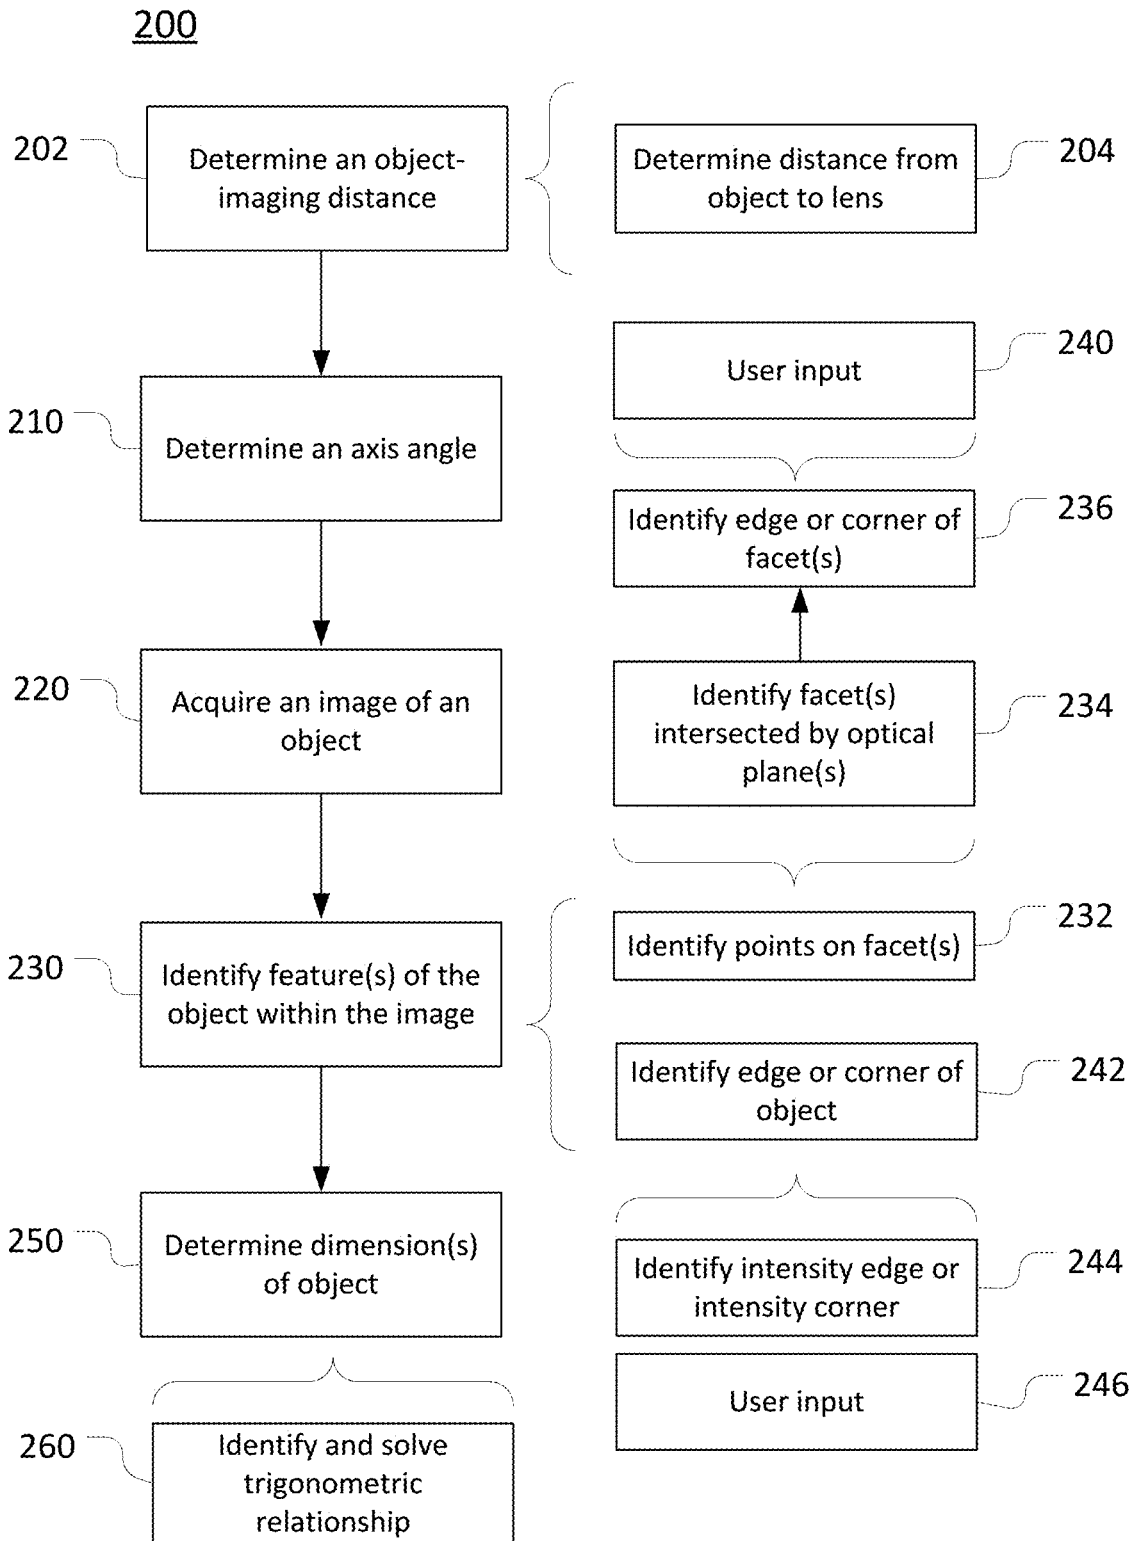 200
202
Determine an object-
imaging distance
Determine distance from
object to lens
204
User input
240
210
Determine an axis angle
Identify edge or corner of
facet(s)
236
220
Acquire an image of an
object
Identify facet(s)
intersected by optical
plane(s)
234
Identify points on facet(s)
232
230
Identify feature(s) of the
object within the image
Identify edge or corner of
object
242
250
Determine dimension(s)
of object
Identify intensity edge or
intensity corner
244
User input
246
260
Identify and solve
trigonometric
relationship